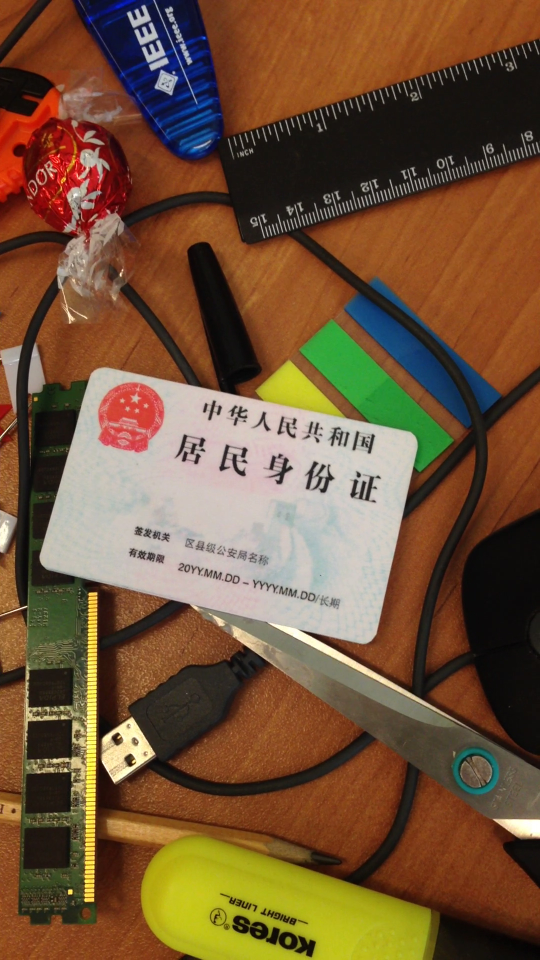 IEEE
www.ieee.org
DOR
INCH
1 2 3
15 14 13 12 11 10 9 8
中华人民共和国
居民身份证
签发机关 区县级公安局名称
有效期限 20YY.MM.DD – YYYY.MM.DD/长期
kores
BRIGHT LINER